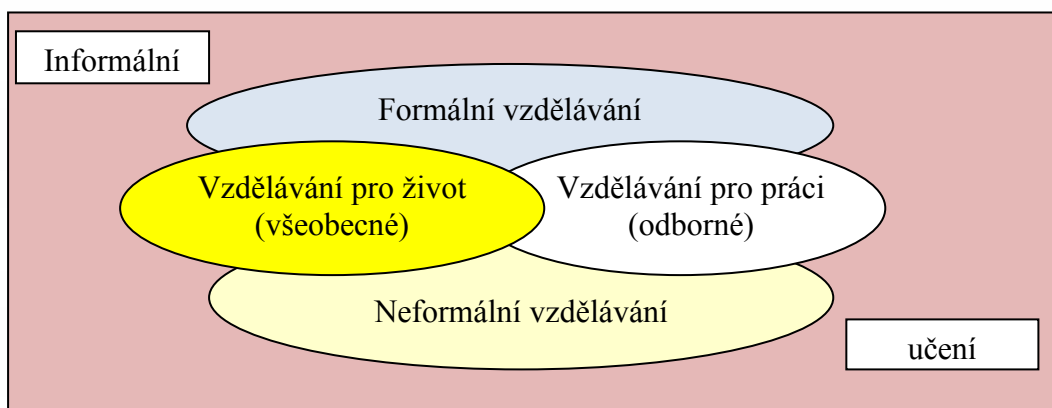 Informální
Formální vzdělávání
Vzdělávání pro život
(všeobecné)
Vzdělávání pro práci
(odborné)
Neformální vzdělávání
učení